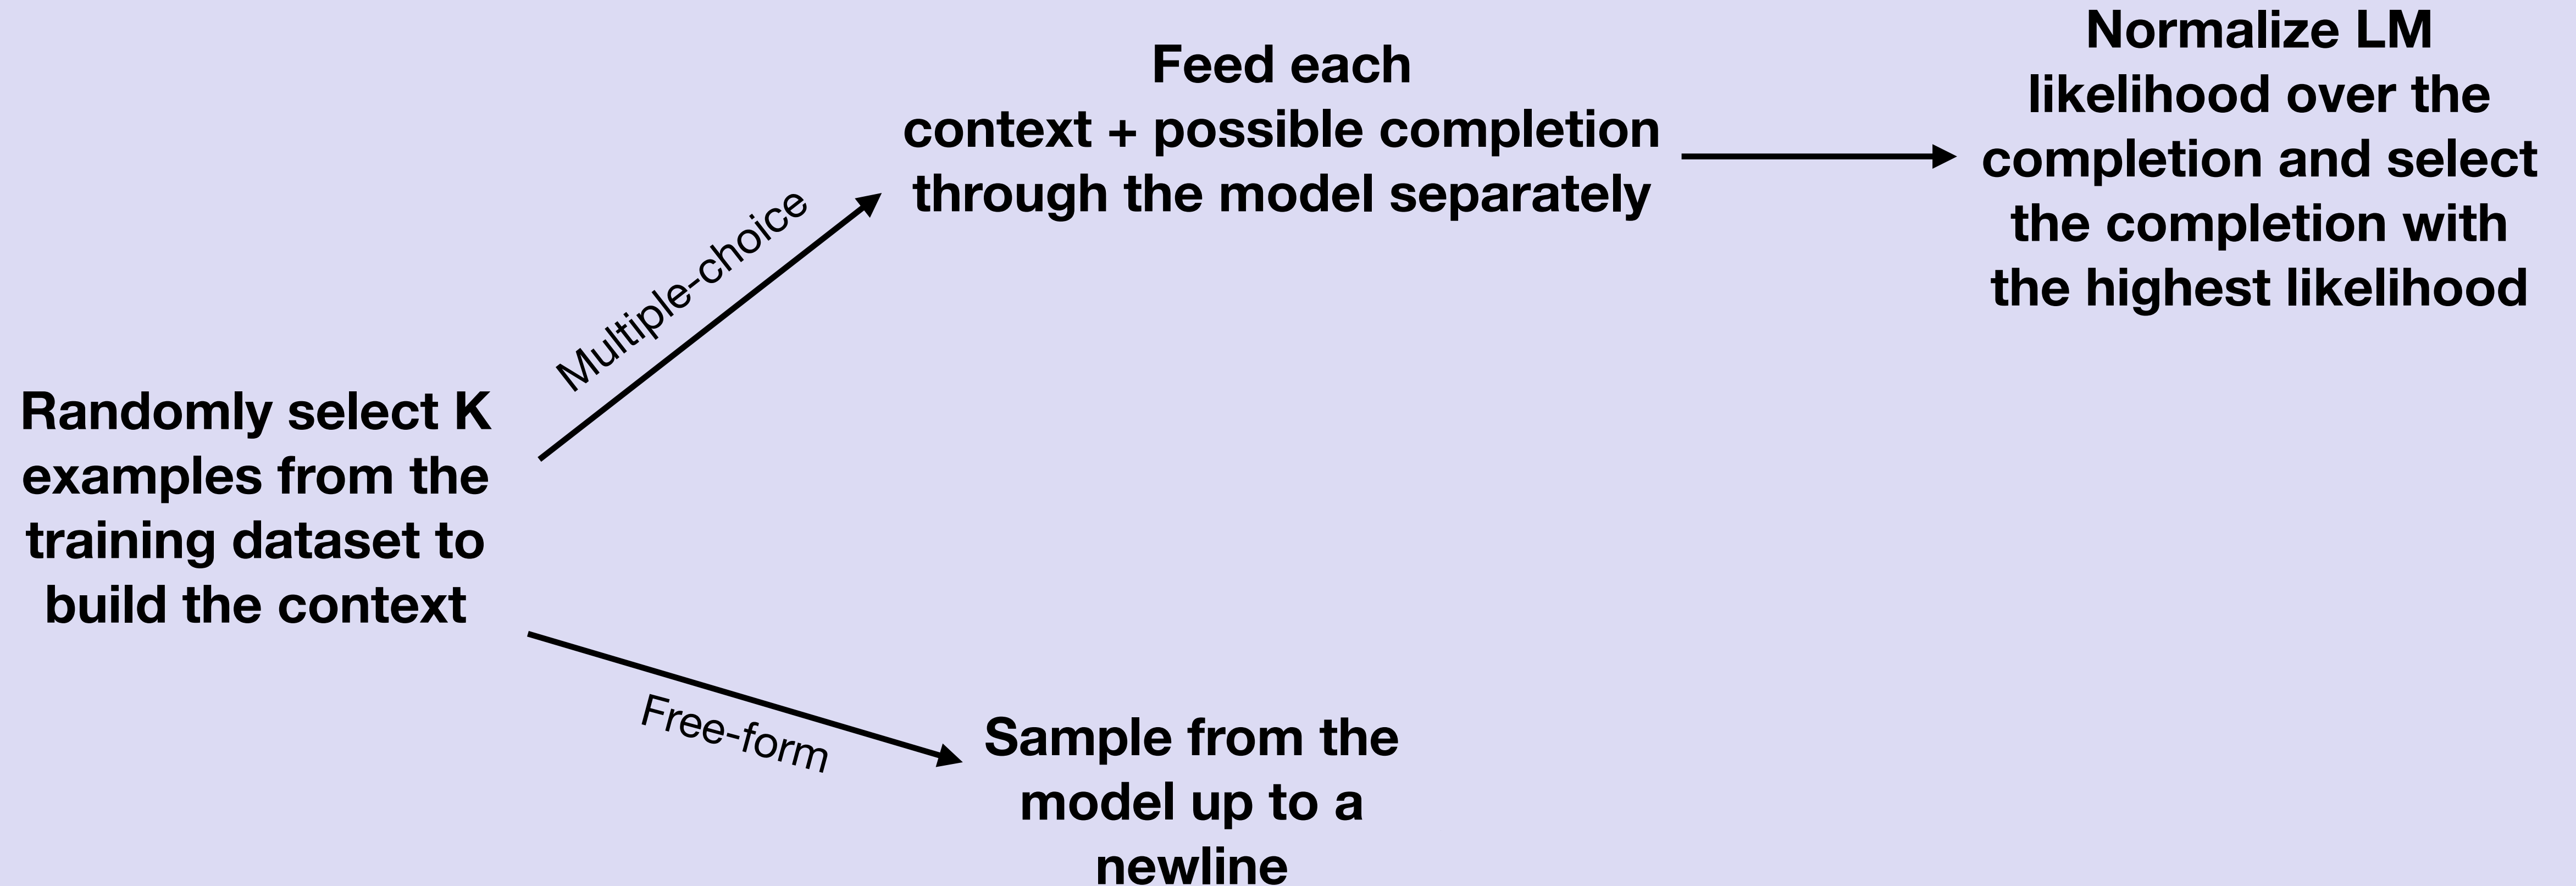 Randomly select K
examples from the
training dataset to
build the context
Multiple-choice
Feed each
context + possible completion
through the model separately
Normalize LM
likelihood over the
completion and select
the completion with
the highest likelihood
Free-form
Sample from the
model up to a
newline